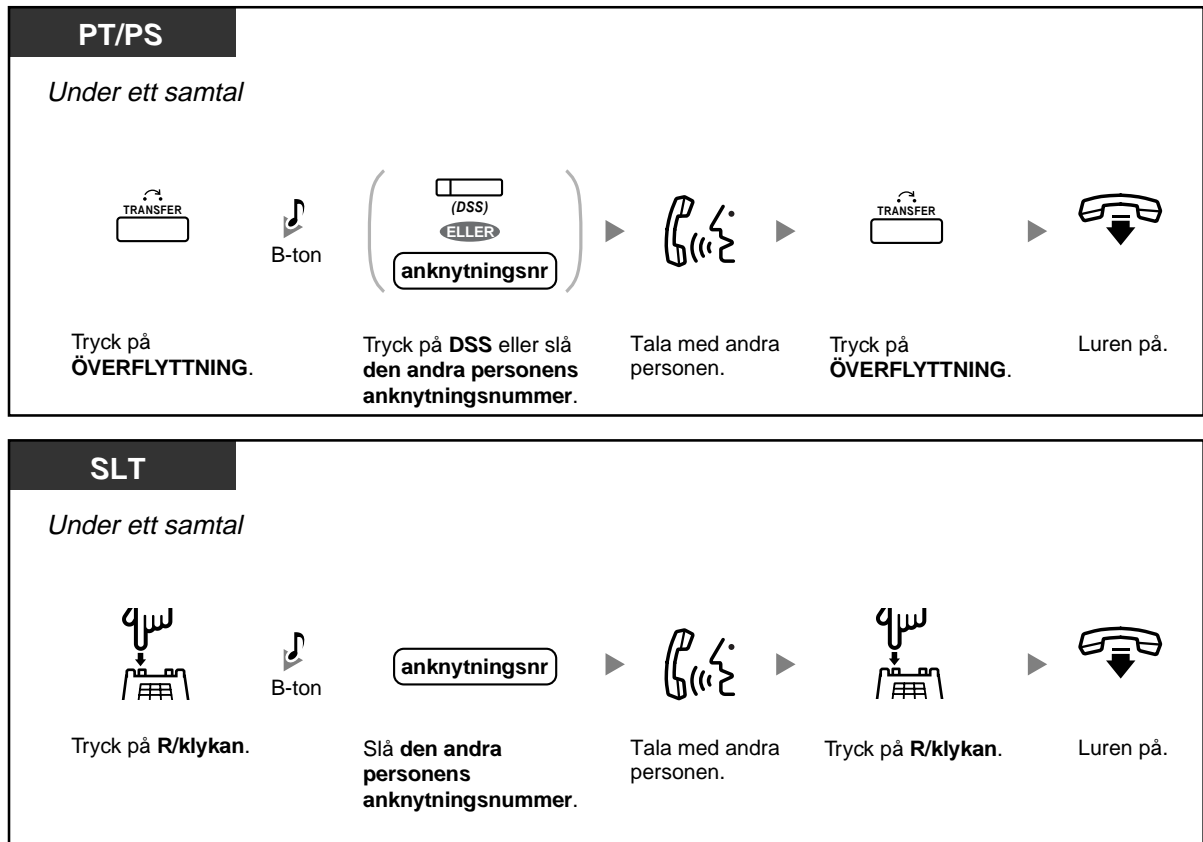 PT/PS
Under ett samtal
TRANSFER
B-ton
(DSS)
ELLER
anknytningsnr
TRANSFER
Tryck på
ÖVERFLYTTNING.
Tryck på DSS eller slå
den andra personens
anknytningsnummer.
Tala med andra
personen.
Tryck på
ÖVERFLYTTNING.
Luren på.
SLT
Under ett samtal
B-ton
anknytningsnr
Tryck på R/klykan.
Slå den andra
personens
anknytningsnummer.
Tala med andra
personen.
Tryck på R/klykan.
Luren på.